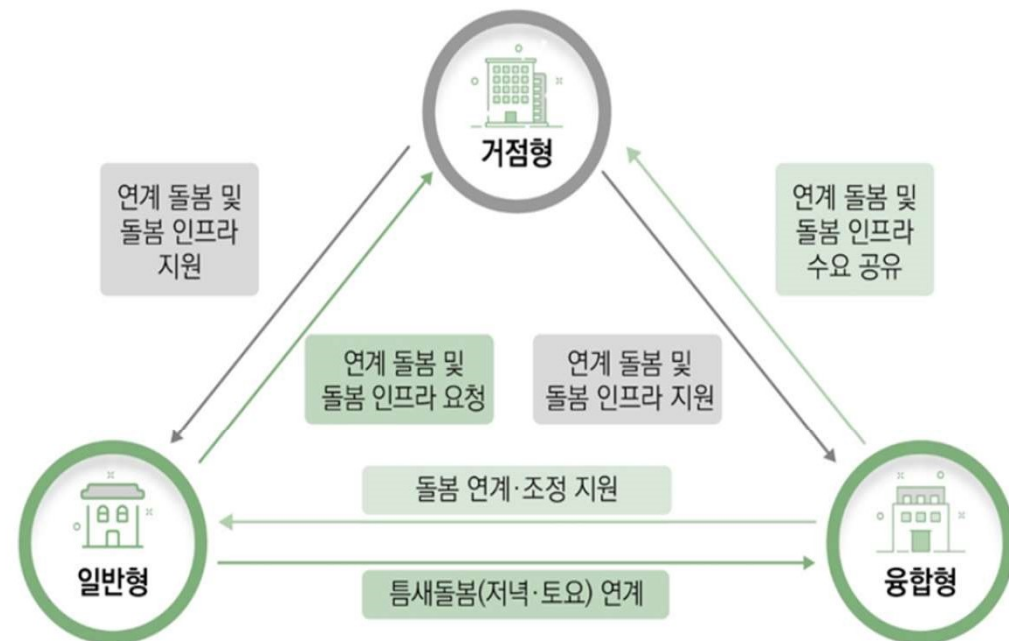 거점형
연계 돌봄 및
돌봄 인프라
지원
연계 돌봄 및
돌봄 인프라
수요 공유
연계 돌봄 및
돌봄 인프라 요청
연계 돌봄 및
돌봄 인프라 지원
돌봄 연계·조정 지원
일반형
융합형
틈새돌봄(저녁·토요) 연계